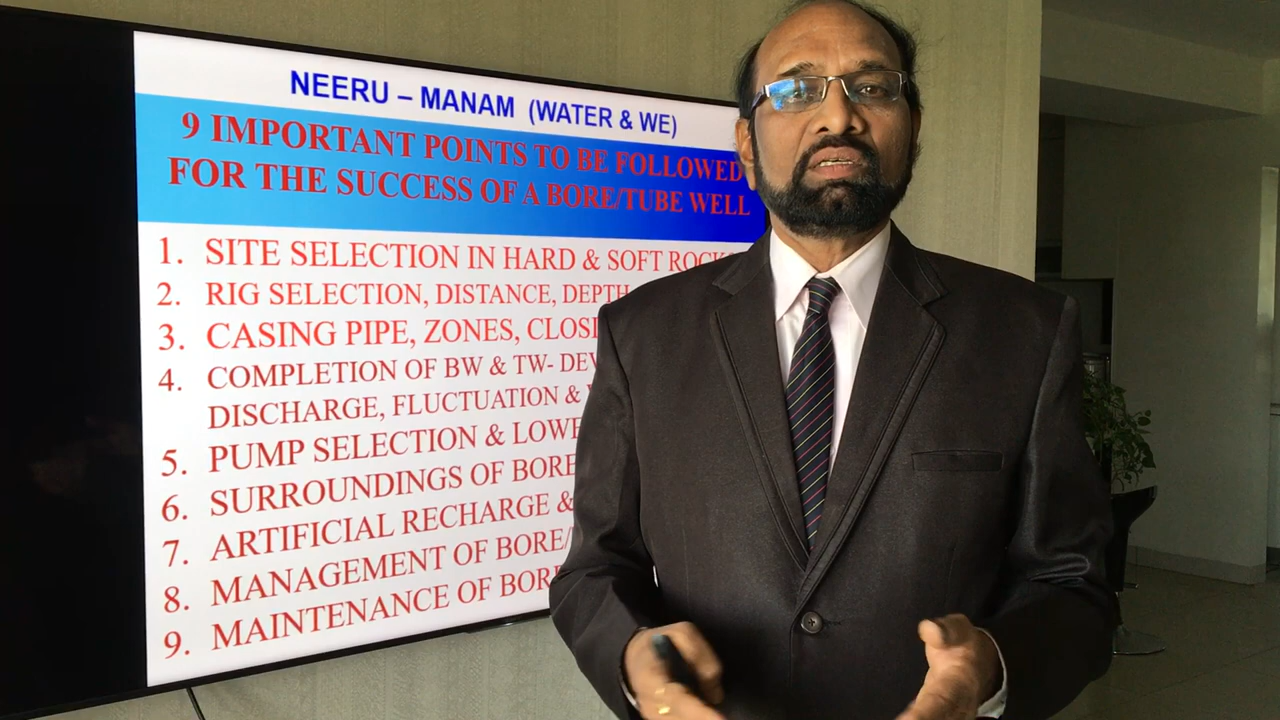 NEERU – MANAM (WATER & WE)
9 IMPORTANT POINTS TO BE FOLLOWED
FOR THE SUCCESS OF A BORE/TUBE WELL
1. SITE SELECTION IN HARD & SOFT
2. RIG SELECTION, DISTANCE, DEPTH
3. CASING PIPE, ZONES,
4. COMPLETION OF BW & TW-
DISCHARGE, FLUCTUATION &
5. PUMP SELECTION &
6. SURROUNDINGS OF
7. ARTIFICIAL RECHARGE &
8. MANAGEMENT OF BORE/
9. MAINTENANCE OF